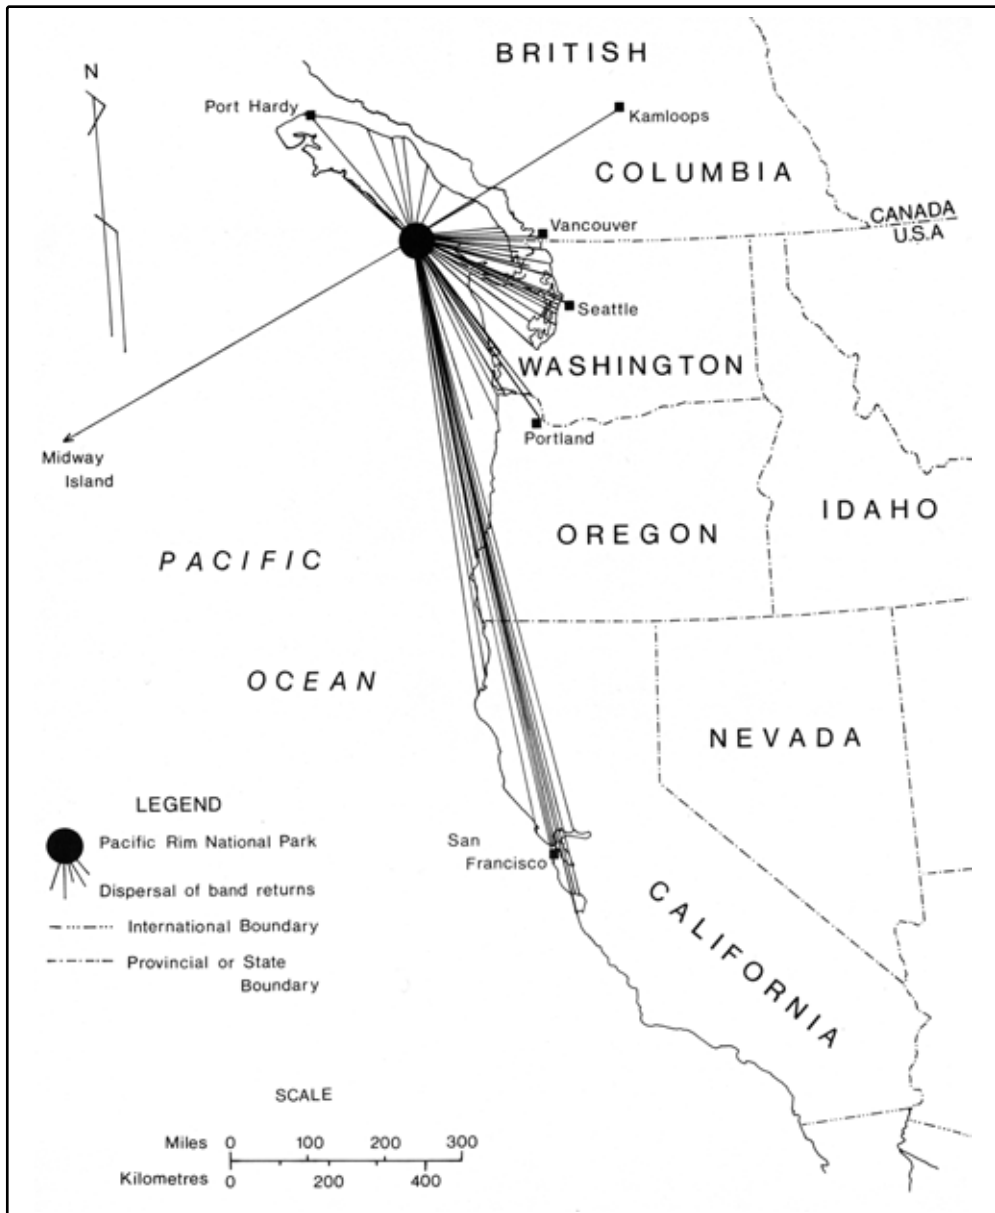 BRITISH
N
Port Hardy
Kamloops
COLUMBIA
CANADA
U.S.A
Vancouver
Seattle
WASHINGTON
Portland
Midway
Island
IDAHO
OREGON
PACIFIC
OCEAN
NEVADA
LEGEND
Pacific Rim National Park
Dispersal of band returns
International Boundary
Provincial or State
Boundary
San
Francisco
CALIFORNIA
SCALE
Miles 0 100 200 300
Kilometres 0 200 400